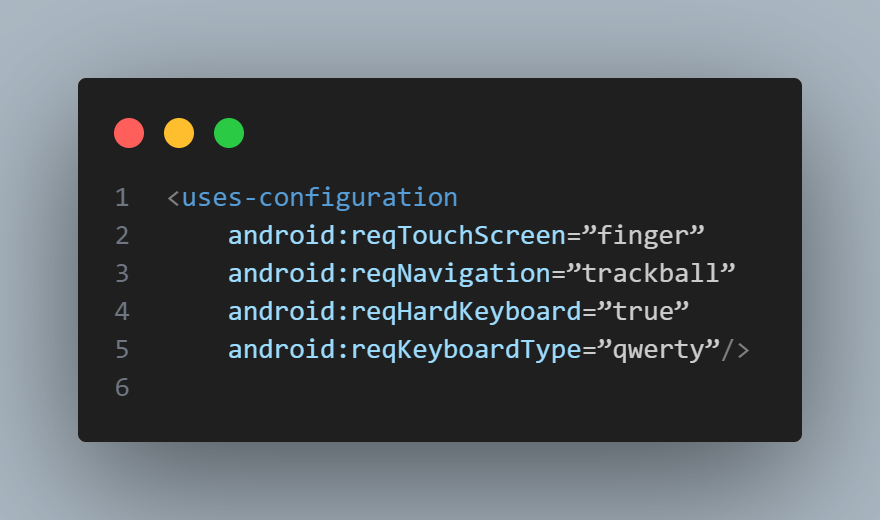 1 <uses-configuration
2 android:reqTouchScreen=”finger”
3 android:reqNavigation=”trackball”
4 android:reqHardKeyboard=”true”
5 android:reqKeyboardType=”qwerty”/>
6